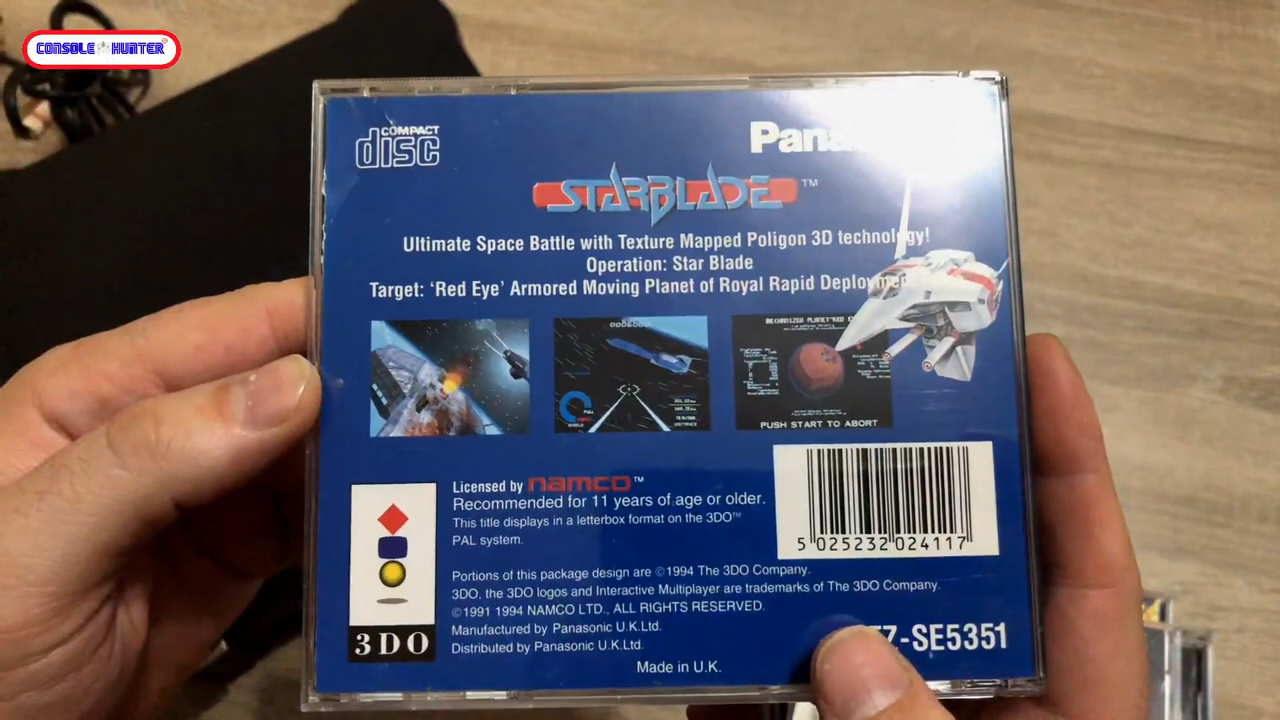 CONSOLE HUNTER
COMPACT
disc
STARBLADE™
Ultimate Space Battle with Texture Mapped Poligon 3D technology!
Operation: Star Blade
Target: ‘Red Eye’ Armored Moving Planet of Royal Rapid
000600
FULL
SHIELD
DISTANCE
PUSH START TO ABORT
Licensed by namco™
Recommended for 11 years of age or older.
This title displays in a letterbox format on the 3DO™
PAL system.
5 025232 024117
Portions of this package design are ©1994 The 3DO Company.
3DO, the 3DO logos and Interactive Multiplayer are trademarks of The 3DO Company.
©1991 1994 NAMCO LTD., ALL RIGHTS RESERVED.
Manufactured by Panasonic U.K.Ltd.
Distributed by Panasonic U.K.Ltd.
3DO
-SE5351
Made in U.K.